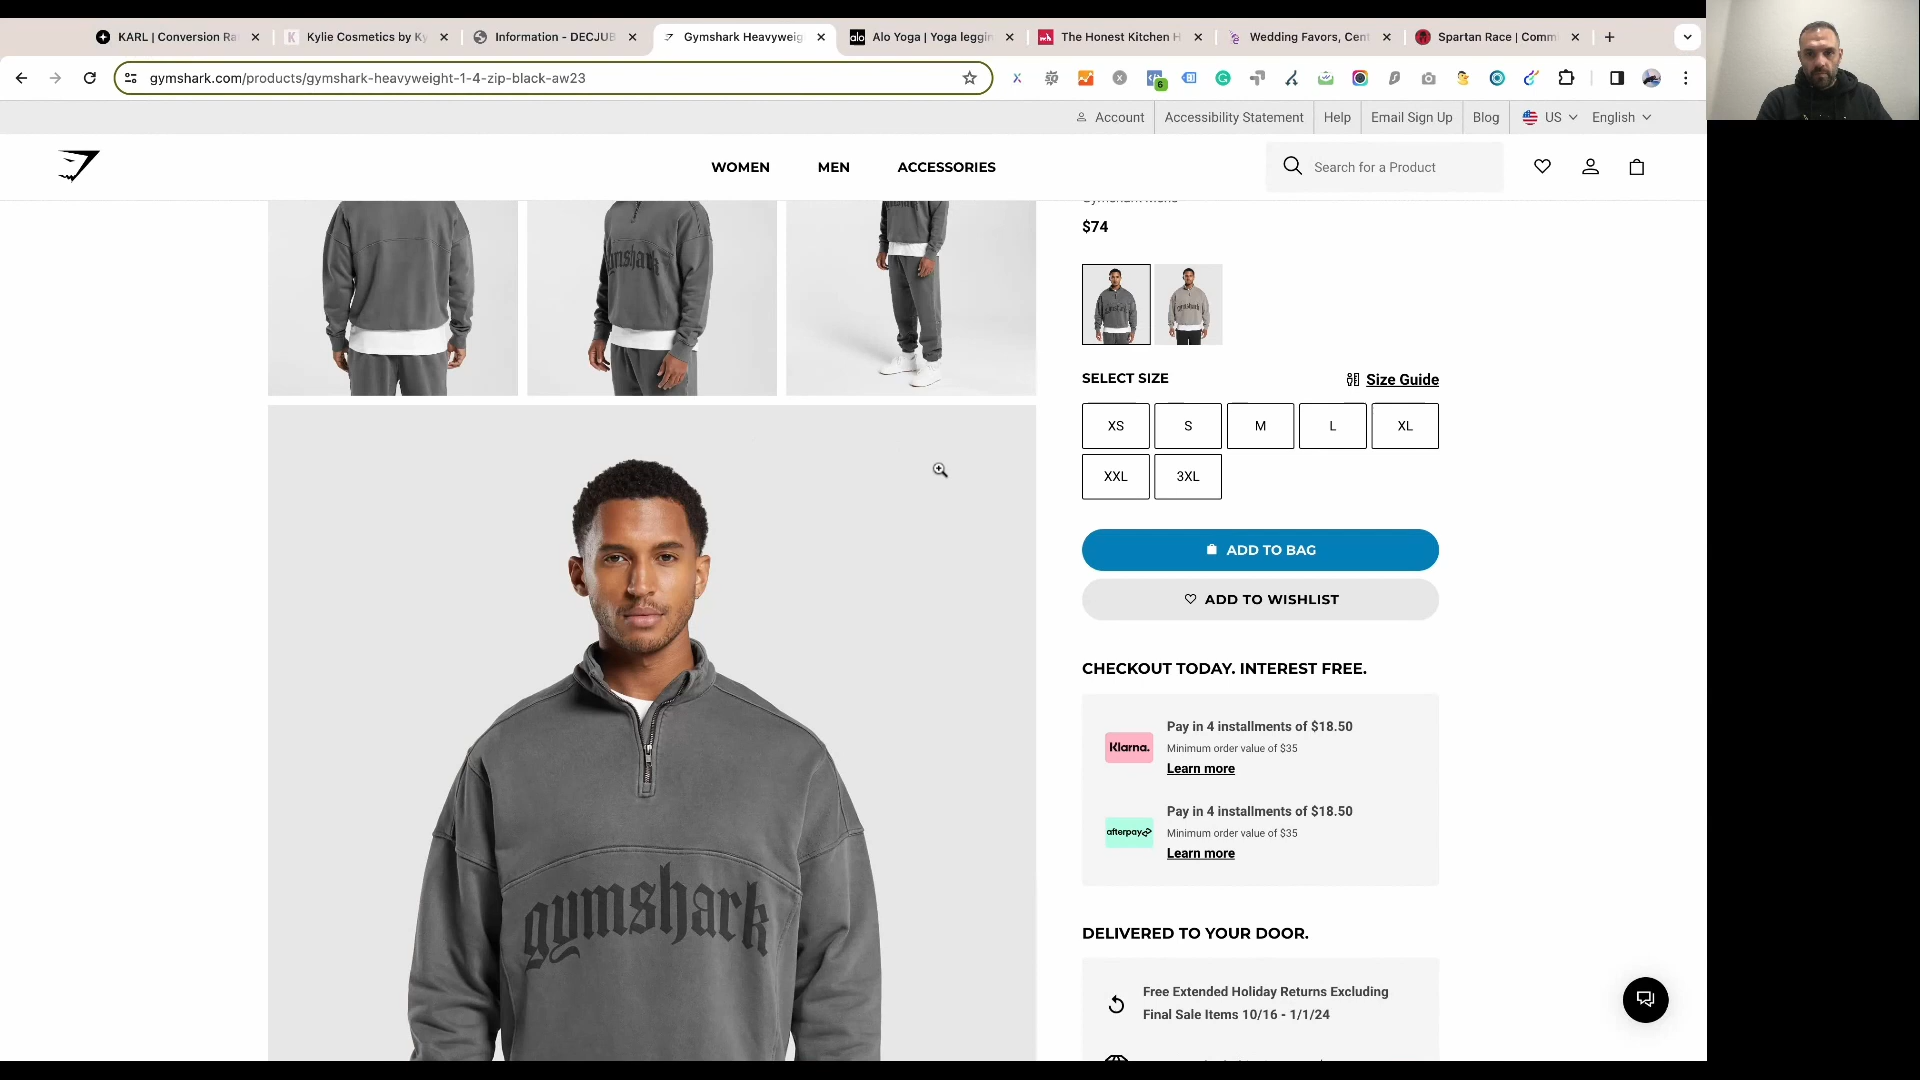 KARL | Conversion Ra
Kylie Cosmetics by Ky
Information - DECJUB
Gymshark Heavyweig
alo
Alo Yoga | Yoga leggin
The Honest Kitchen H
Wedding Favors, Cent
Spartan Race | Comm
gymshark.com/products/gymshark-heavyweight-1-4-zip-black-aw23
6
Account
Accessibility Statement
Help
Email Sign Up
Blog
US
English
WOMEN
MEN
ACCESSORIES
Search for a Product
$74
SELECT SIZE
Size Guide
XS
S
M
L
XL
XXL
3XL
ADD TO BAG
ADD TO WISHLIST
CHECKOUT TODAY. INTEREST FREE.
Klarna.
Pay in 4 installments of $18.50
Minimum order value of $35
Learn more
afterpay
Pay in 4 installments of $18.50
Minimum order value of $35
Learn more
DELIVERED TO YOUR DOOR.
Free Extended Holiday Returns Excluding
Final Sale Items 10/16 - 1/1/24
gymshark